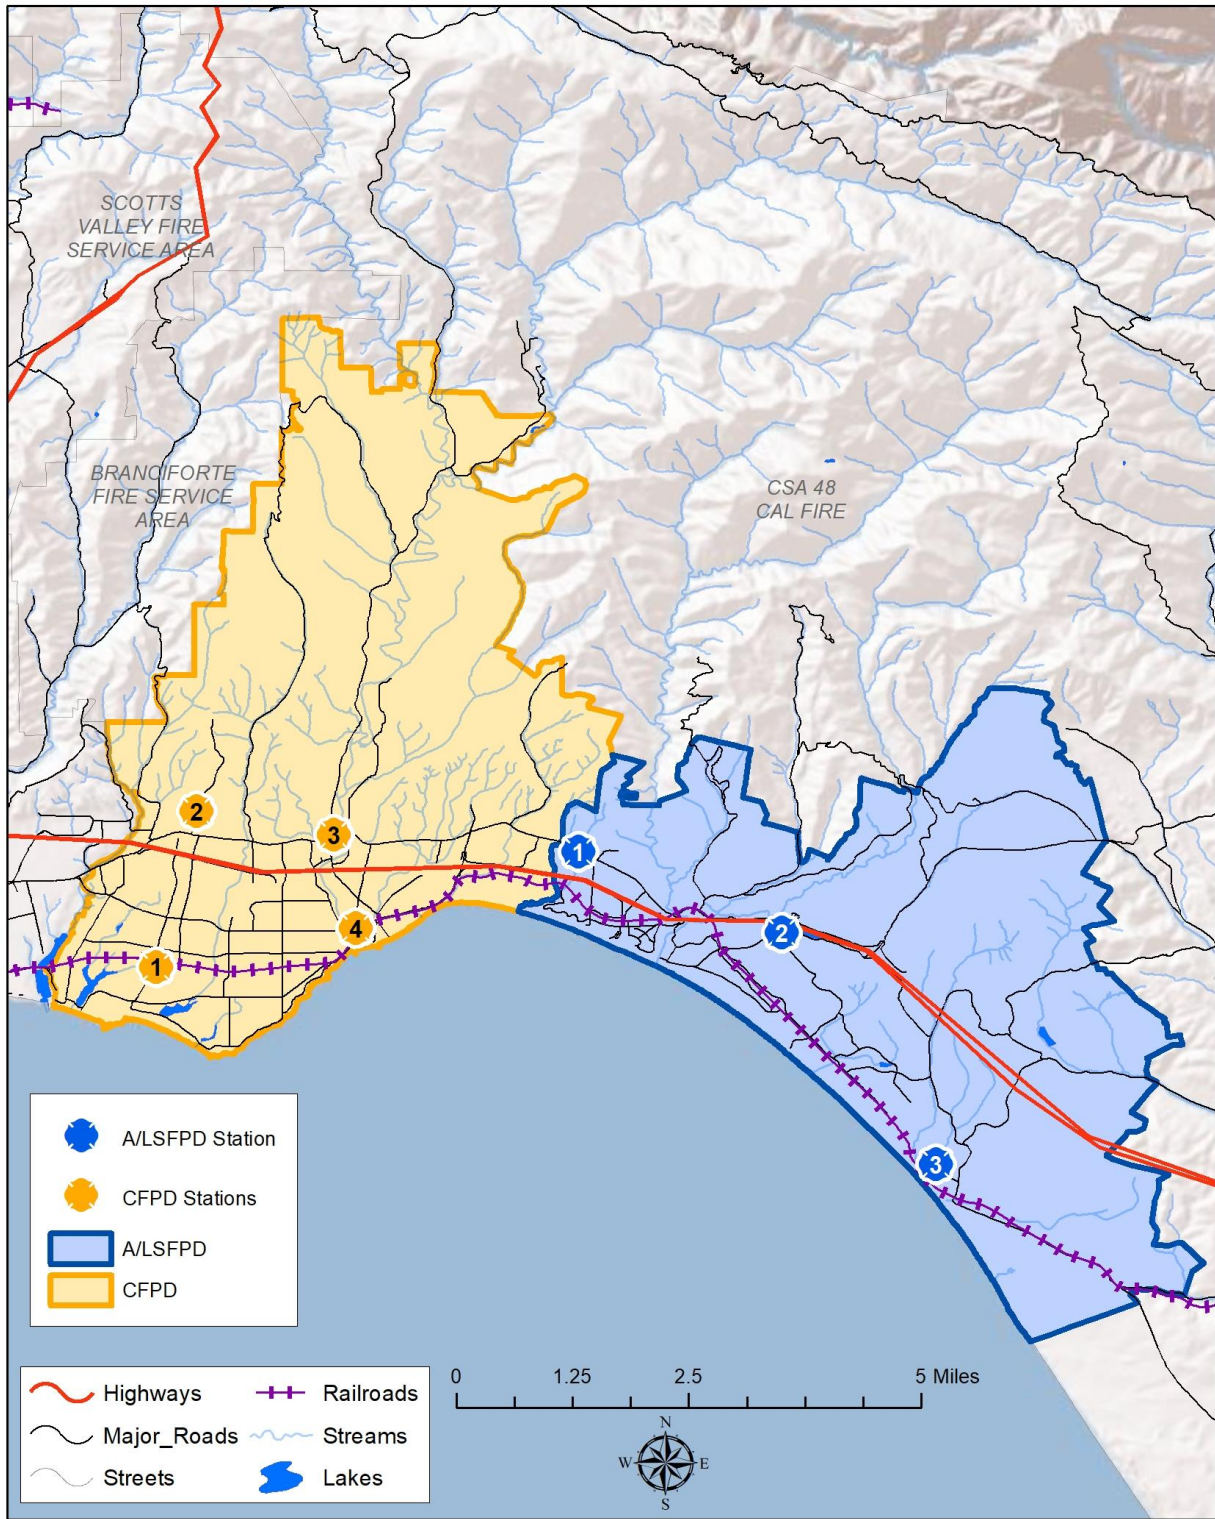 SCOTTS
VALLEY FIRE
SERVICE AREA
BRANCIFORTE
FIRE SERVICE
AREA
CSA 48
CAL FIRE
2
3
1
4
2
1
3
A/LSFPD Station
CFPD Stations
A/LSFPD
CFPD
Highways
Railroads
Major_Roads
Streams
Streets
Lakes
0 1.25 2.5 5 Miles
N
W E
S